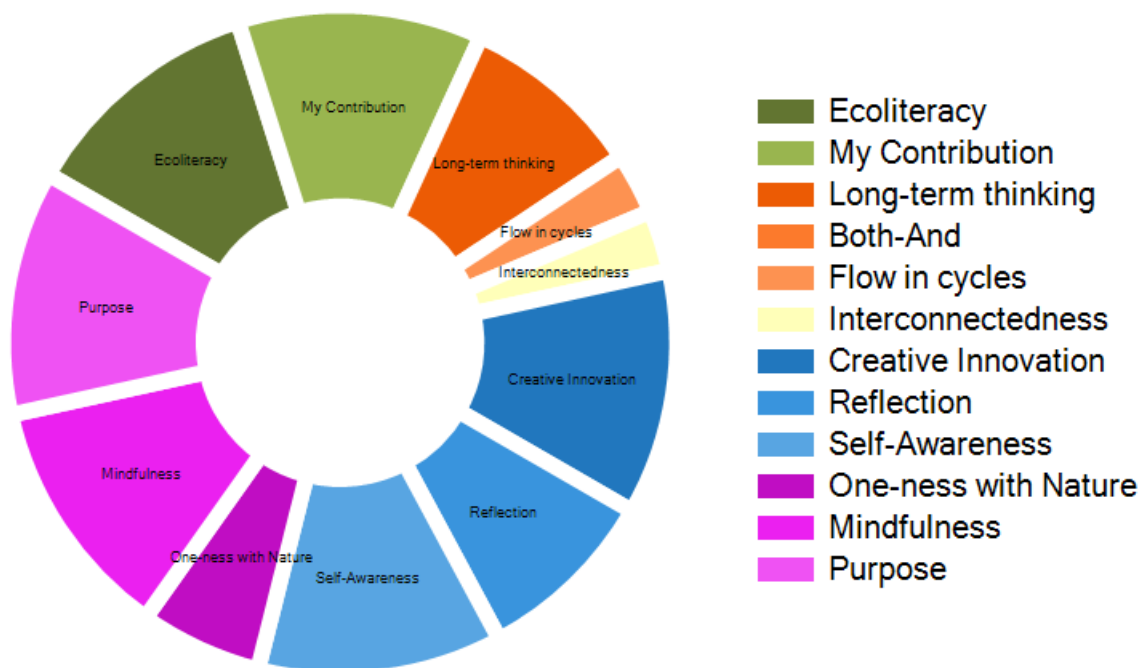 My Contribution
Ecoliteracy
Long-term thinking
Flow in cycles
Interconnectedness
Purpose
Creative Innovation
Mindfulness
Reflection
One-ness with Nature
Self-Awareness
Ecoliteracy
My Contribution
Long-term thinking
Both-And
Flow in cycles
Interconnectedness
Creative Innovation
Reflection
Self-Awareness
One-ness with Nature
Mindfulness
Purpose